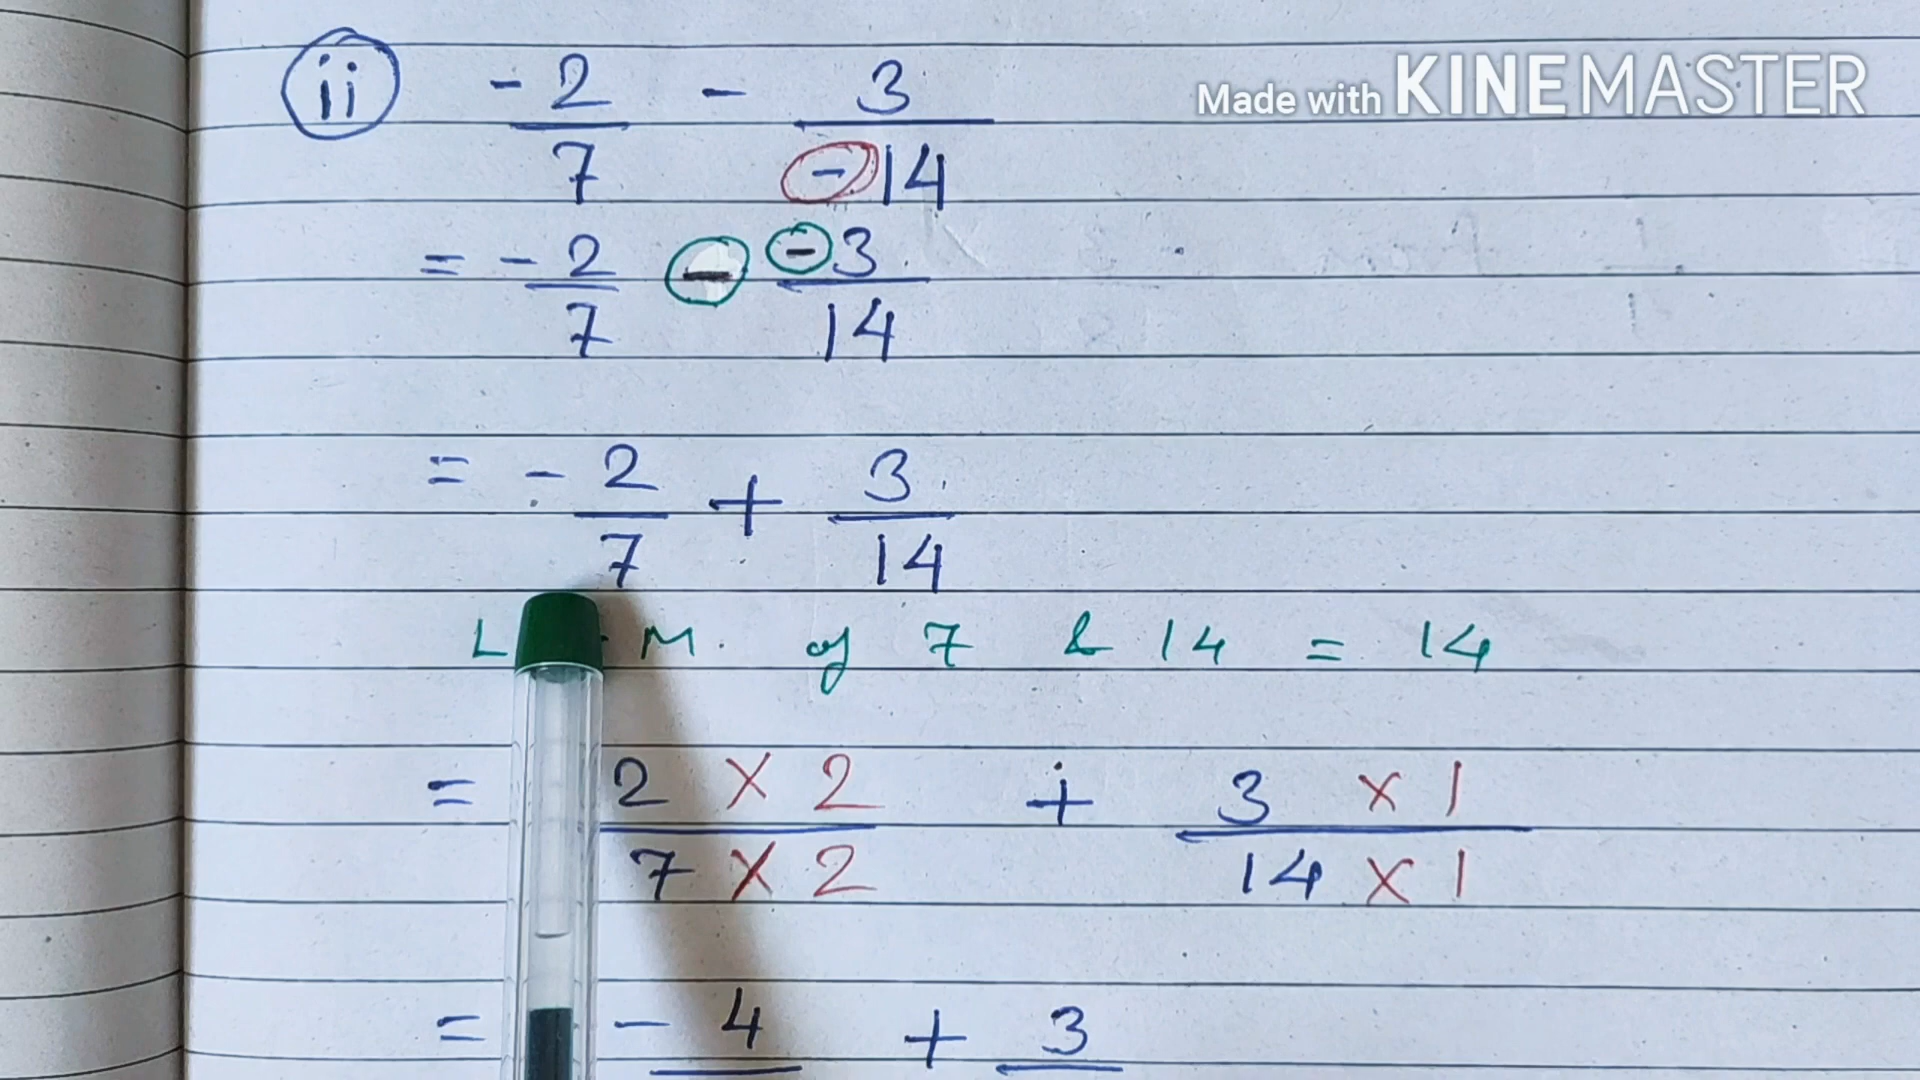 ii -2/7 - 3/-14
= -2/7 - -3/14
= -2/7 + 3/14
L M. of 7 & 14 = 14
= 2 × 2/7 × 2 + 3 × 1/14 × 1
= - 4 + 3
Made with KINEMASTER